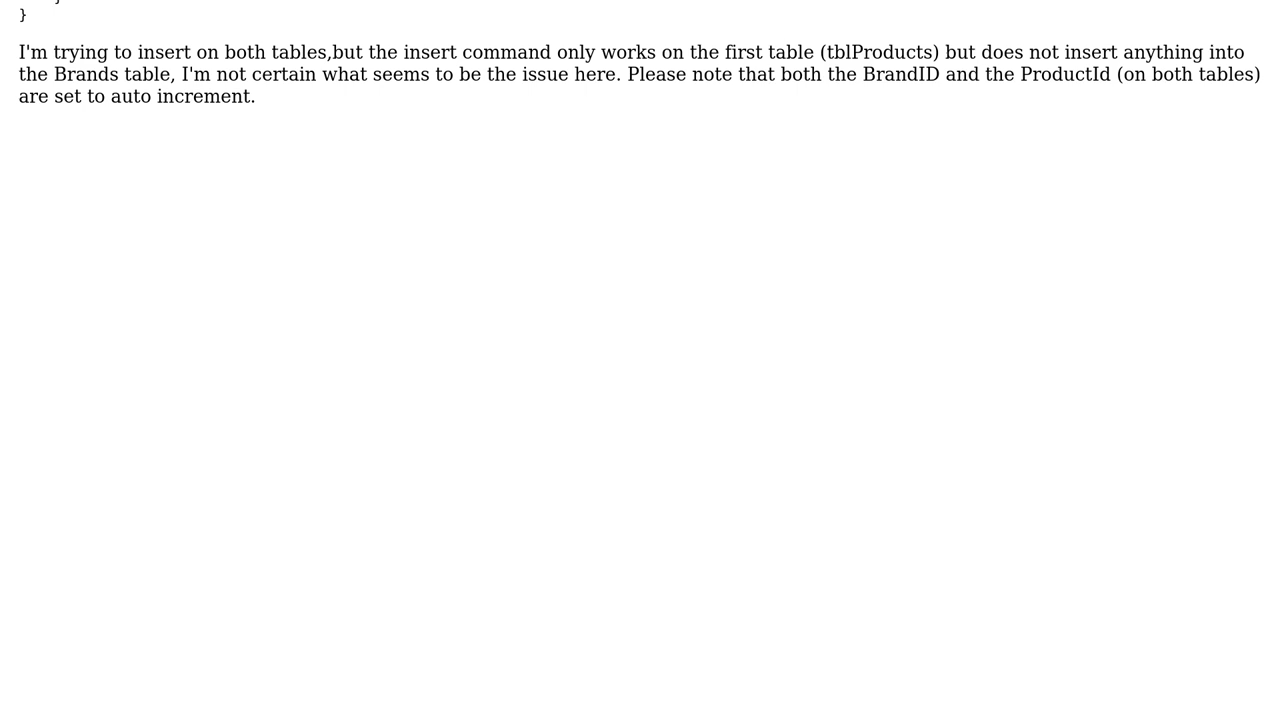 }
}
I'm trying to insert on both tables,but the insert command only works on the first table (tblProducts) but does not insert anything into
the Brands table, I'm not certain what seems to be the issue here. Please note that both the BrandID and the ProductId (on both tables)
are set to auto increment.